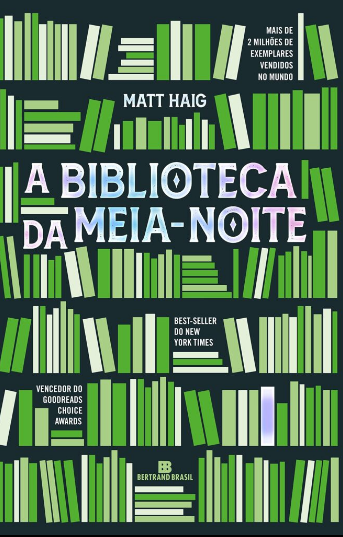 MAIS DE
2 MILHÕES DE
EXEMPLARES
VENDIDOS
NO MUNDO
MATT HAIG
A BIBLIOTECA
DA MEIA-NOITE
BEST-SELLER
DO NEW
YORK TIMES
VENCEDOR DO
GOODREADS
CHOICE
AWARDS
BB
BERTRAND BRASIL